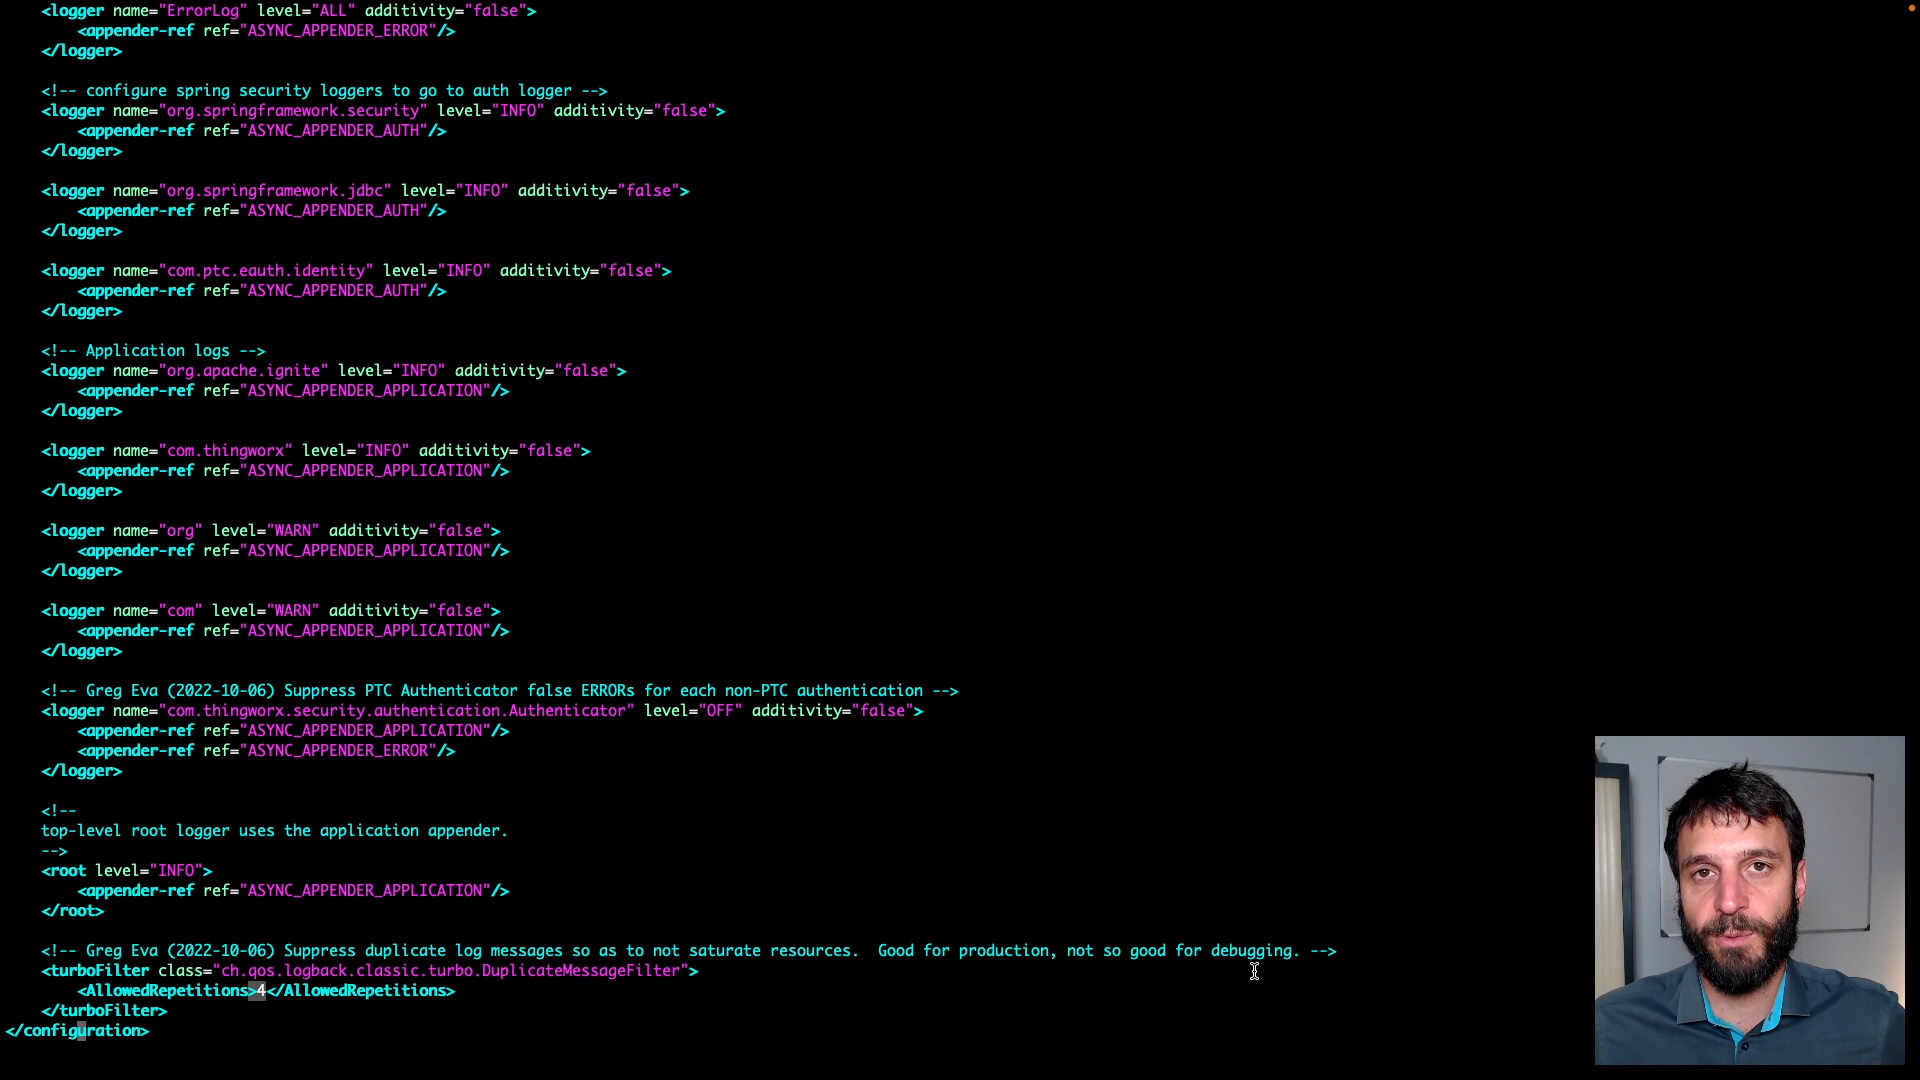 <logger name="ErrorLog" level="ALL" additivity="false">
<appender-ref ref="ASYNC_APPENDER_ERROR"/>
</logger>
<!-- configure spring security loggers to go to auth logger -->
<logger name="org.springframework.security" level="INFO" additivity="false">
<appender-ref ref="ASYNC_APPENDER_AUTH"/>
</logger>
<logger name="org.springframework.jdbc" level="INFO" additivity="false">
<appender-ref ref="ASYNC_APPENDER_AUTH"/>
</logger>
<logger name="com.ptc.eauth.identity" level="INFO" additivity="false">
<appender-ref ref="ASYNC_APPENDER_AUTH"/>
</logger>
<!-- Application logs -->
<logger name="org.apache.ignite" level="INFO" additivity="false">
<appender-ref ref="ASYNC_APPENDER_APPLICATION"/>
</logger>
<logger name="com.thingworx" level="INFO" additivity="false">
<appender-ref ref="ASYNC_APPENDER_APPLICATION"/>
</logger>
<logger name="org" level="WARN" additivity="false">
<appender-ref ref="ASYNC_APPENDER_APPLICATION"/>
</logger>
<logger name="com" level="WARN" additivity="false">
<appender-ref ref="ASYNC_APPENDER_APPLICATION"/>
</logger>
<!-- Greg Eva (2022-10-06) Suppress PTC Authenticator false ERRORs for each non-PTC authentication -->
<logger name="com.thingworx.security.authentication.Authenticator" level="OFF" additivity="false">
<appender-ref ref="ASYNC_APPENDER_APPLICATION"/>
<appender-ref ref="ASYNC_APPENDER_ERROR"/>
</logger>
<!--
top-level root logger uses the application appender.
-->
<root level="INFO">
<appender-ref ref="ASYNC_APPENDER_APPLICATION"/>
</root>
<!-- Greg Eva (2022-10-06) Suppress duplicate log messages so as to not saturate resources.  Good for production, not so good for debugging. -->
<turboFilter class="ch.qos.logback.classic.turbo.DuplicateMessageFilter">
<AllowedRepetitions>4</AllowedRepetitions>
</turboFilter>
</configuration>